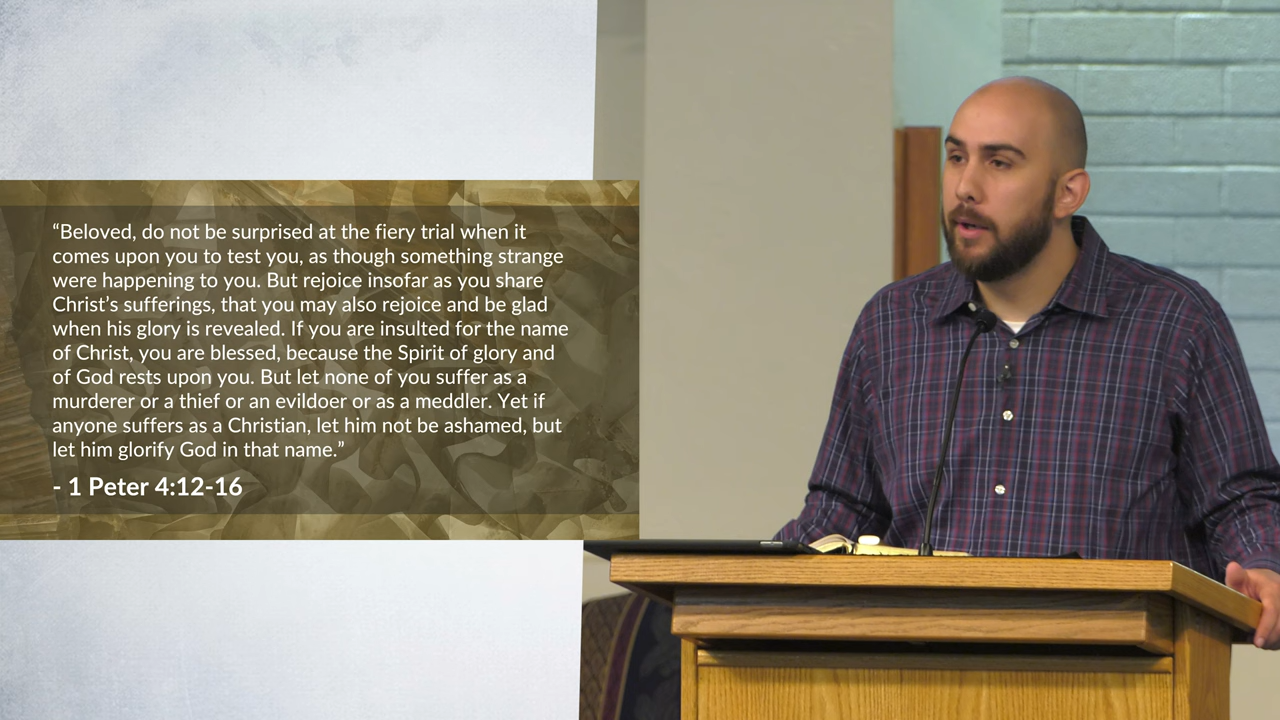 “Beloved, do not be surprised at the fiery trial when it
comes upon you to test you, as though something strange
were happening to you. But rejoice insofar as you share
Christ’s sufferings, that you may also rejoice and be glad
when his glory is revealed. If you are insulted for the name
of Christ, you are blessed, because the Spirit of glory and
of God rests upon you. But let none of you suffer as a
murderer or a thief or an evildoer or as a meddler. Yet if
anyone suffers as a Christian, let him not be ashamed, but
let him glorify God in that name.”
- 1 Peter 4:12-16